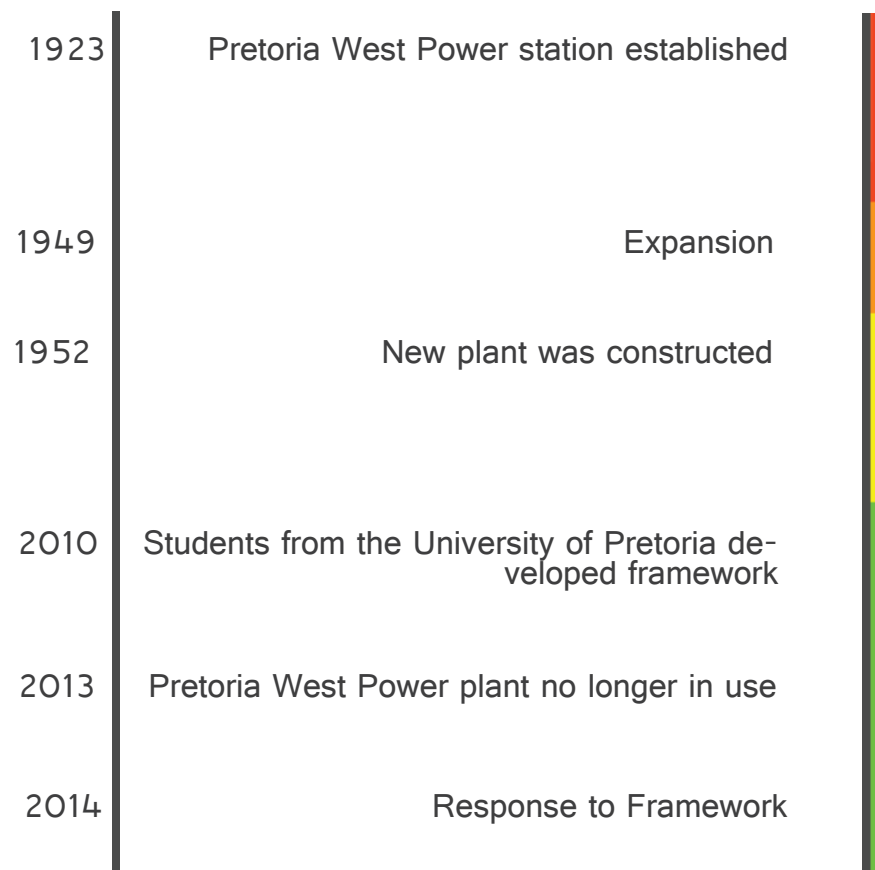 1923 Pretoria West Power station established
1949 Expansion
1952 New plant was constructed
2010 Students from the University of Pretoria de-
veloped framework
2013 Pretoria West Power plant no longer in use
2014 Response to Framework